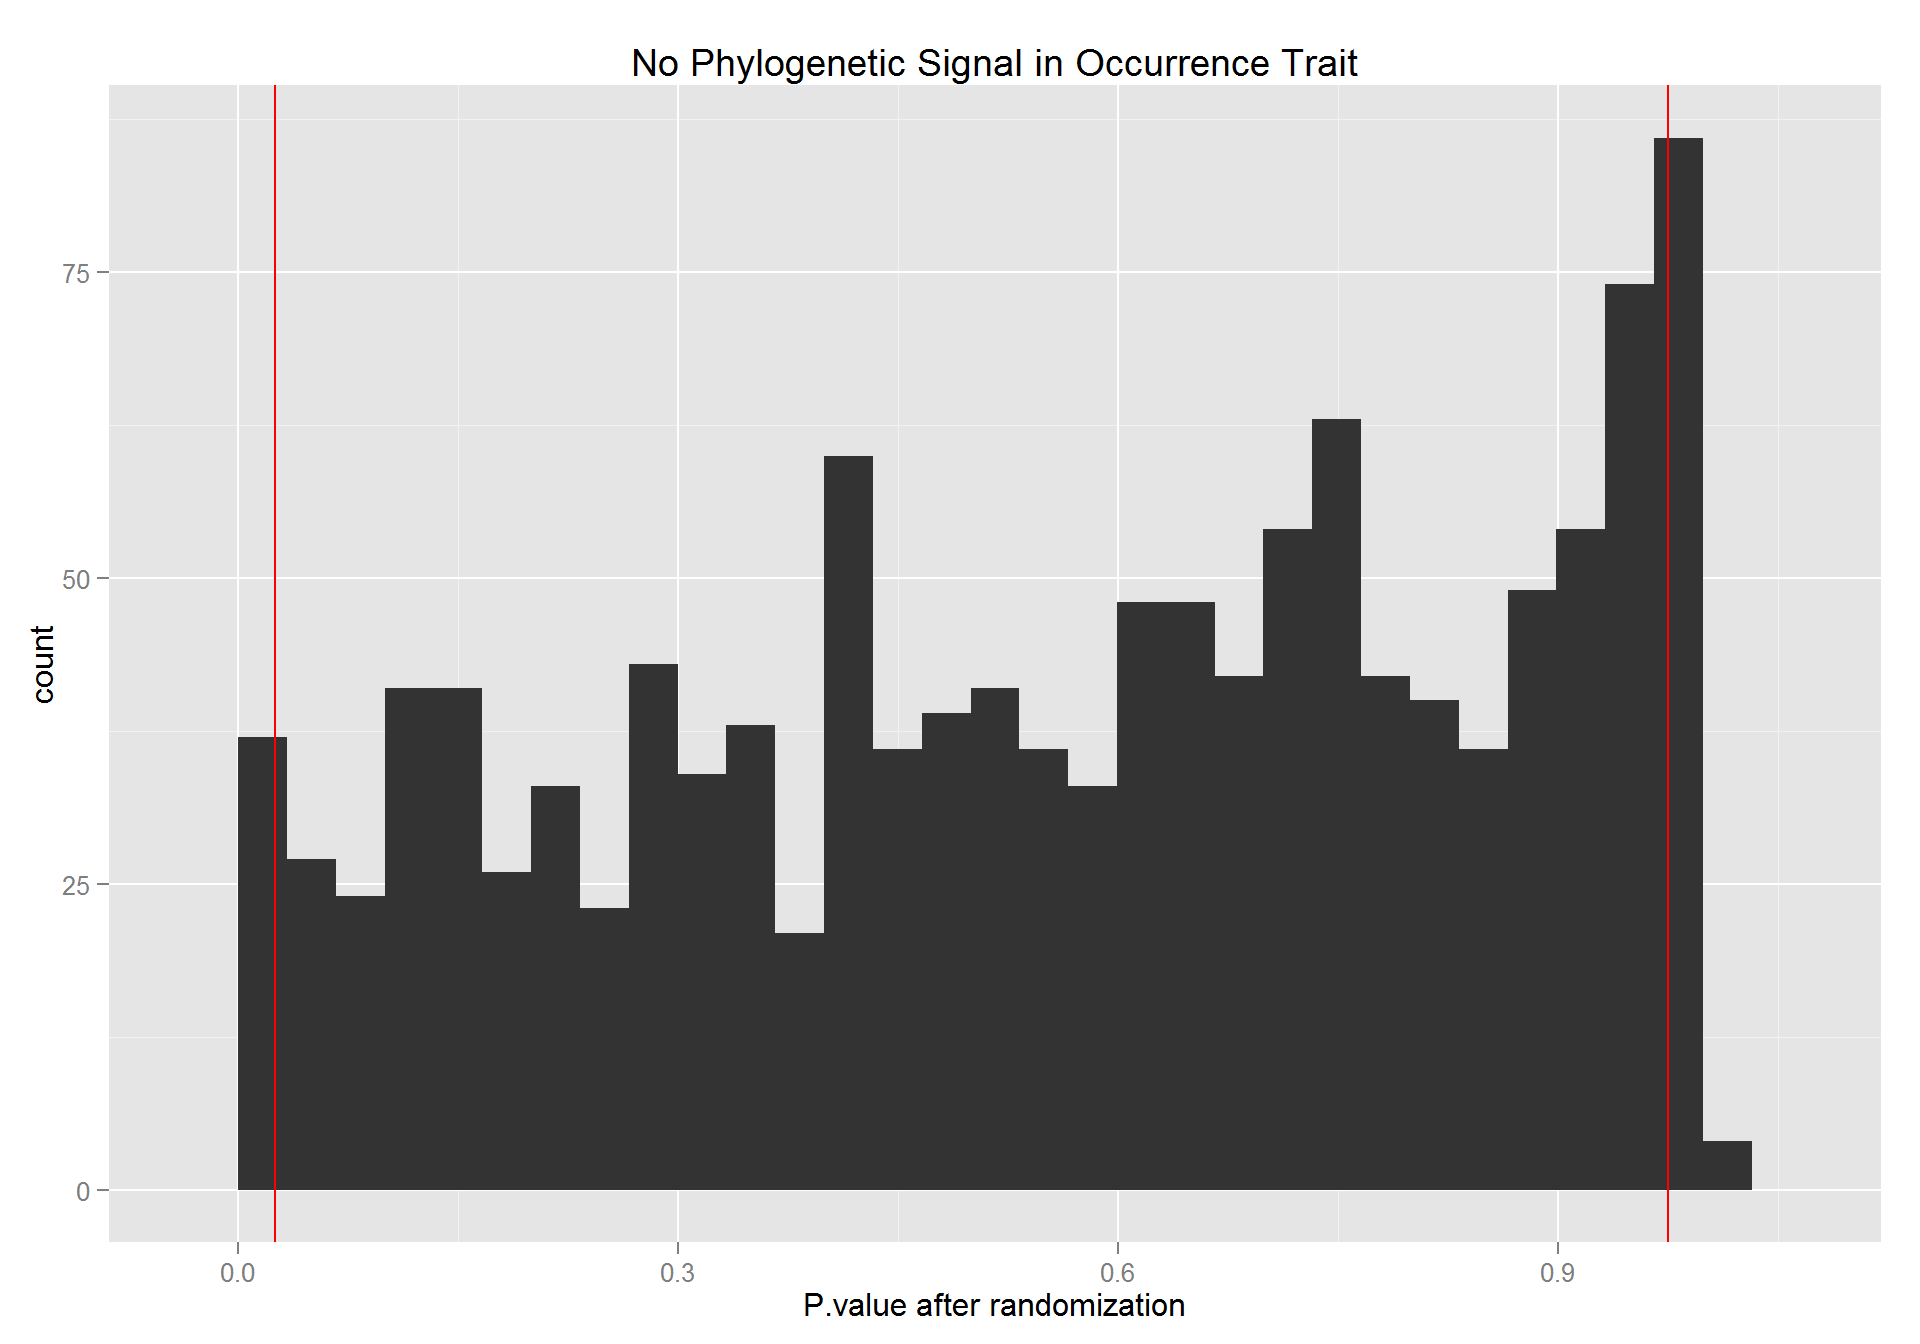 No Phylogenetic Signal in Occurrence Trait
75
50
25
0
count
0.0 0.3 0.6 0.9
P.value after randomization